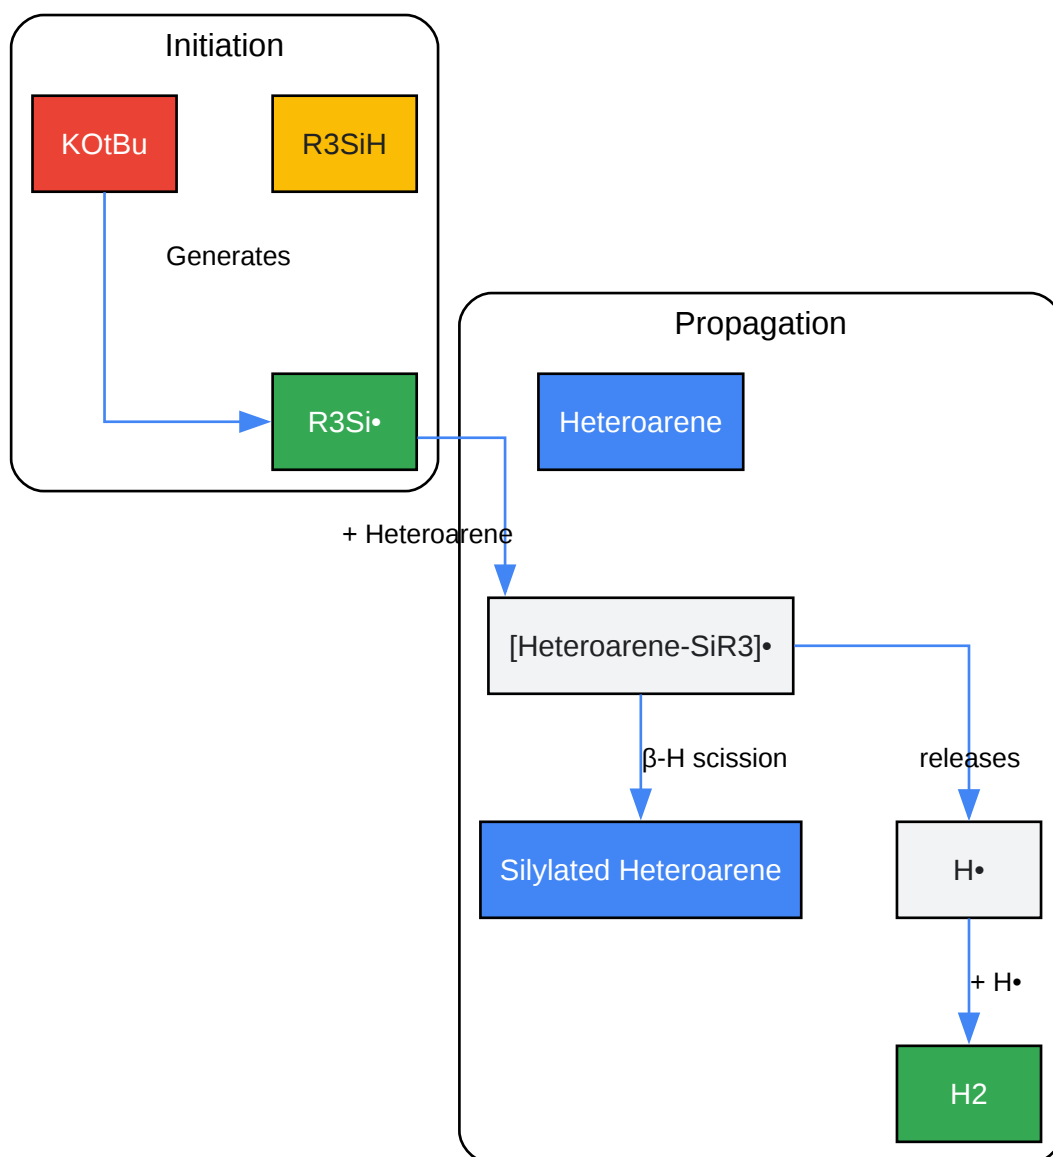 Initiation
KOtBu
R3SiH
Generates
R3Si•
Propagation
Heteroarene
+ Heteroarene
[Heteroarene-SiR3]•
β-H scission
releases
Silylated Heteroarene
H•
+ H•
H2